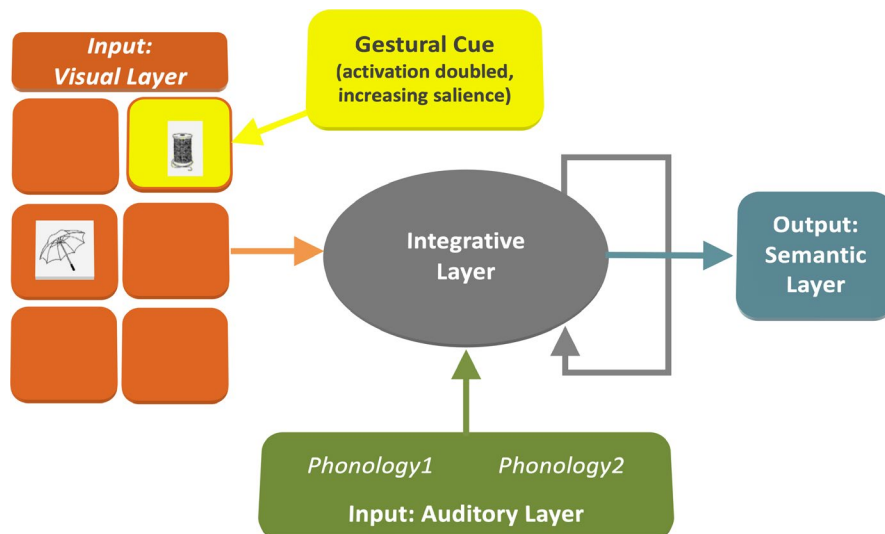 Input:
Visual Layer
Gestural Cue
(activation doubled,
increasing salience)
Integrative
Layer
Output:
Semantic
Layer
Phonology1 Phonology2
Input: Auditory Layer